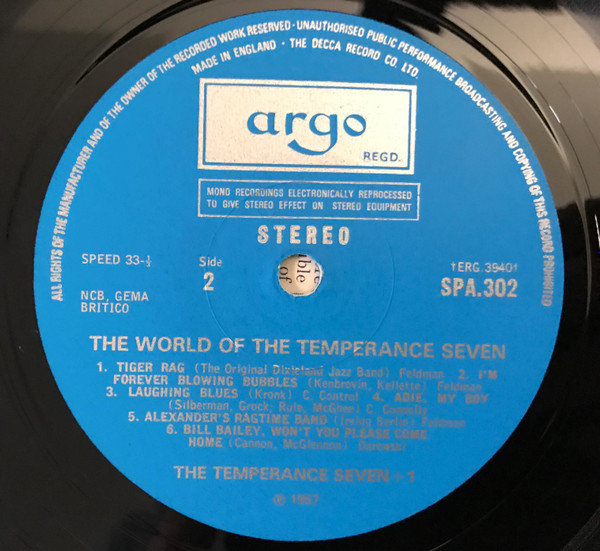 ALL RIGHTS OF THE MANUFACTURER AND OF THE OWNER OF THE RECORDED WORK RESERVED · UNAUTHORISED PUBLIC PERFORMANCE BROADCASTING AND COPYING OF THIS RECORD PROHIBITED
MADE IN ENGLAND · THE DECCA RECORD CO. LTD.
argo
REGD.
MONO RECORDINGS ELECTRONICALLY REPROCESSED
TO GIVE STEREO EFFECT ON STEREO EQUIPMENT
STEREO
SPEED 33-⅓
Side
2
†ERG.3940†
SPA.302
NCB, GEMA
BRITICO
able
of
THE WORLD OF THE TEMPERANCE SEVEN
1. TIGER RAG (The Original Dixieland Jazz Band) Feldman 2. I'M
FOREVER BLOWING BUBBLES (Kenbrovin, Kellette) Feldman
3. LAUGHING BLUES (Kronk) C. Control 4. ADIE, MY BOY
(Silberman, Grock, Rule, McGhee) C. Connelly
5. ALEXANDER'S RAGTIME BAND (Irving Berlin) Feldman
6. BILL BAILEY, WON'T YOU PLEASE COME
HOME (Cannon, McGlennon)
THE TEMPERANCE SEVEN + 1
℗ 1957